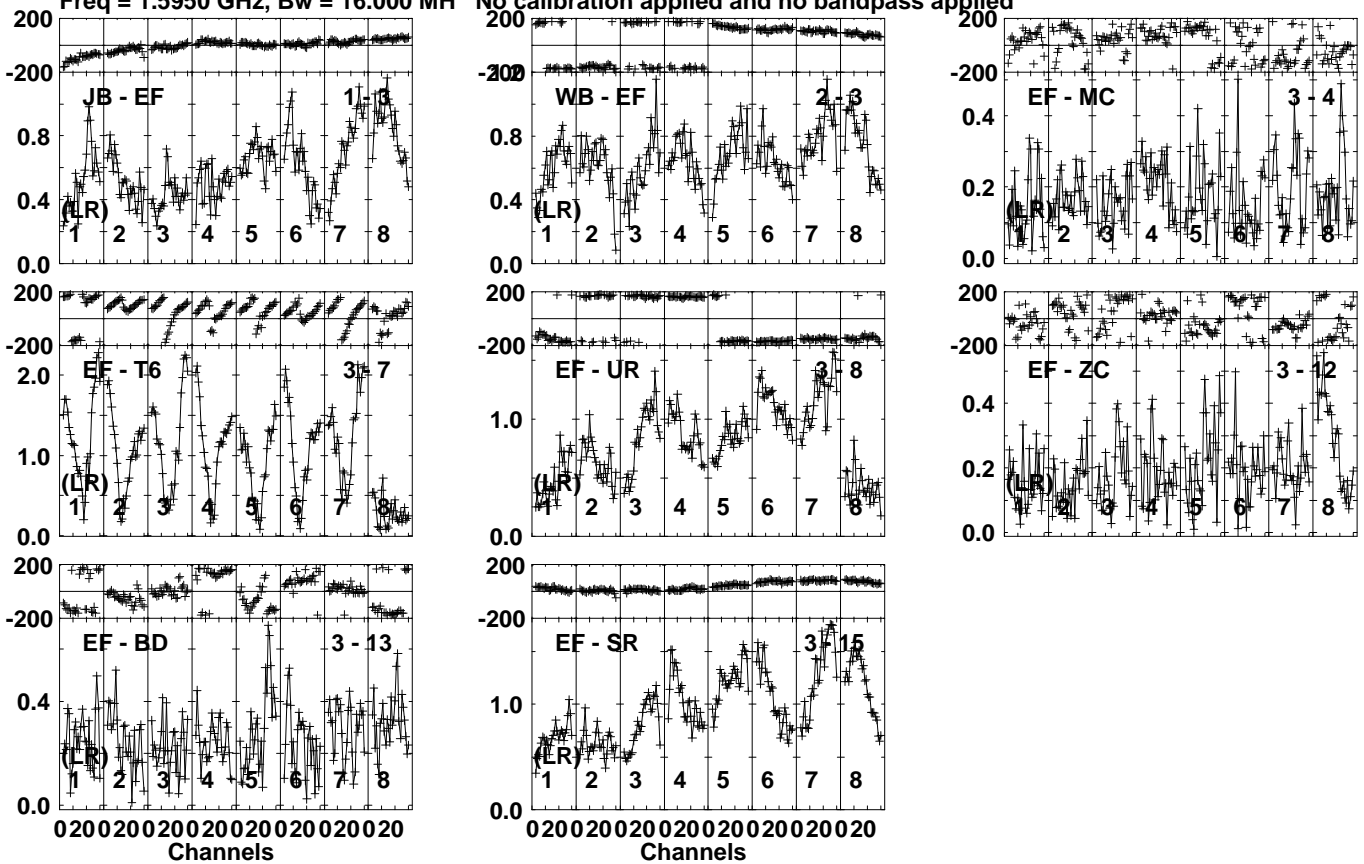 Freq = 1.5950 GHz, Bw = 16.000 MH No calibration applied and no bandpass applied
200
-200
JB - EF 1 - 3
0.8
0.4
0.0
(LR)
1 2 3 4 5 6 7 8
200
-200
1.2
WB - EF 2 - 3
0.8
0.4
0.0
(LR)
1 2 3 4 5 6 7 8
200
-200
EF - MC 3 - 4
0.4
0.2
0.0
(LR)
1 2 3 4 5 6 7 8
200
-200
EF - T6 3 - 7
2.0
1.0
0.0
(LR)
1 2 3 4 5 6 7 8
200
-200
EF - UR 3 - 8
1.0
0.0
(LR)
1 2 3 4 5 6 7 8
200
-200
EF - ZC 3 - 12
0.4
0.2
0.0
(LR)
1 2 3 4 5 6 7 8
200
-200
EF - BD 3 - 13
0.4
0.0
(LR)
1 2 3 4 5 6 7 8
0 20 0 20 0 20 0 20 0 20 0 20 0 20 0 20
Channels
200
-200
EF - SR 3 - 15
1.0
0.0
(LR)
1 2 3 4 5 6 7 8
0 20 0 20 0 20 0 20 0 20 0 20 0 20 0 20
Channels